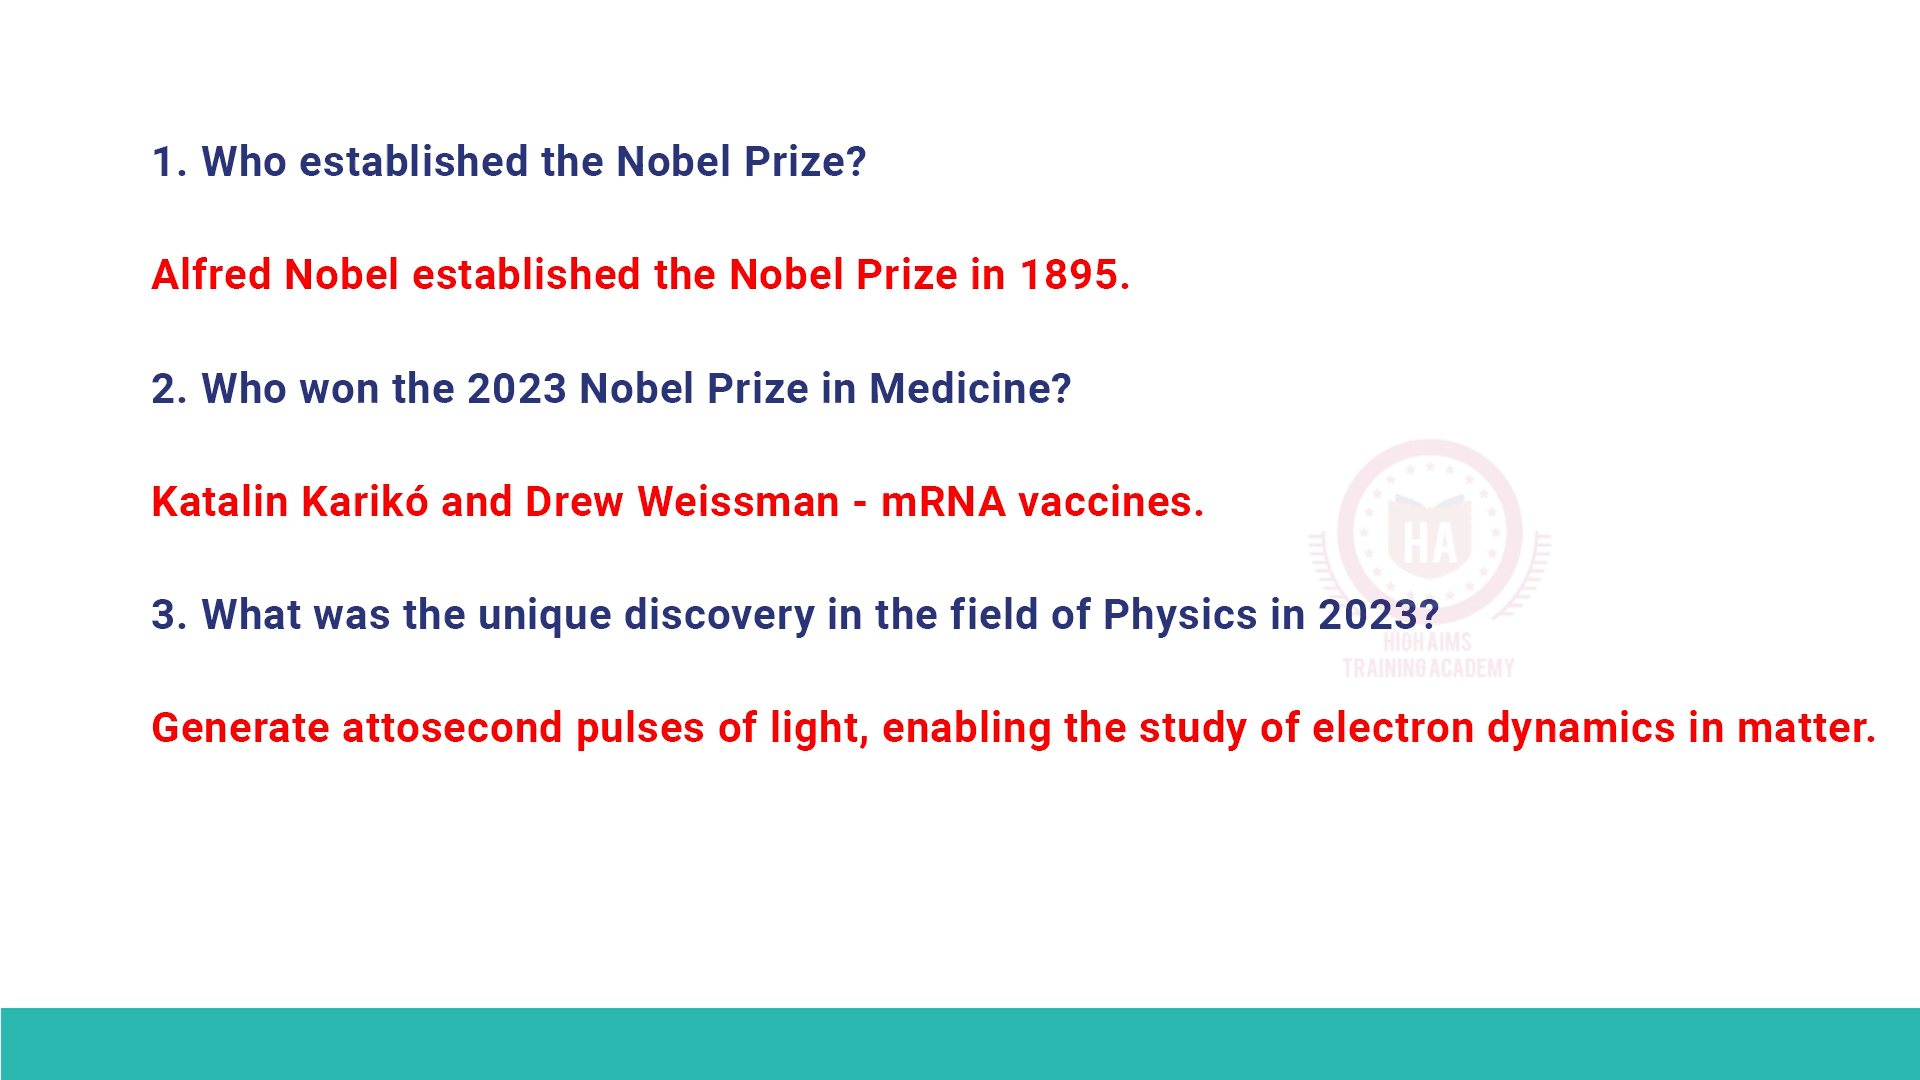 1. Who established the Nobel Prize?
Alfred Nobel established the Nobel Prize in 1895.
2. Who won the 2023 Nobel Prize in Medicine?
Katalin Karikó and Drew Weissman - mRNA vaccines.
HA
3. What was the unique discovery in the field of Physics in 2023?
HIGH AIMS
TRAINING ACADEMY
Generate attosecond pulses of light, enabling the study of electron dynamics in matter.